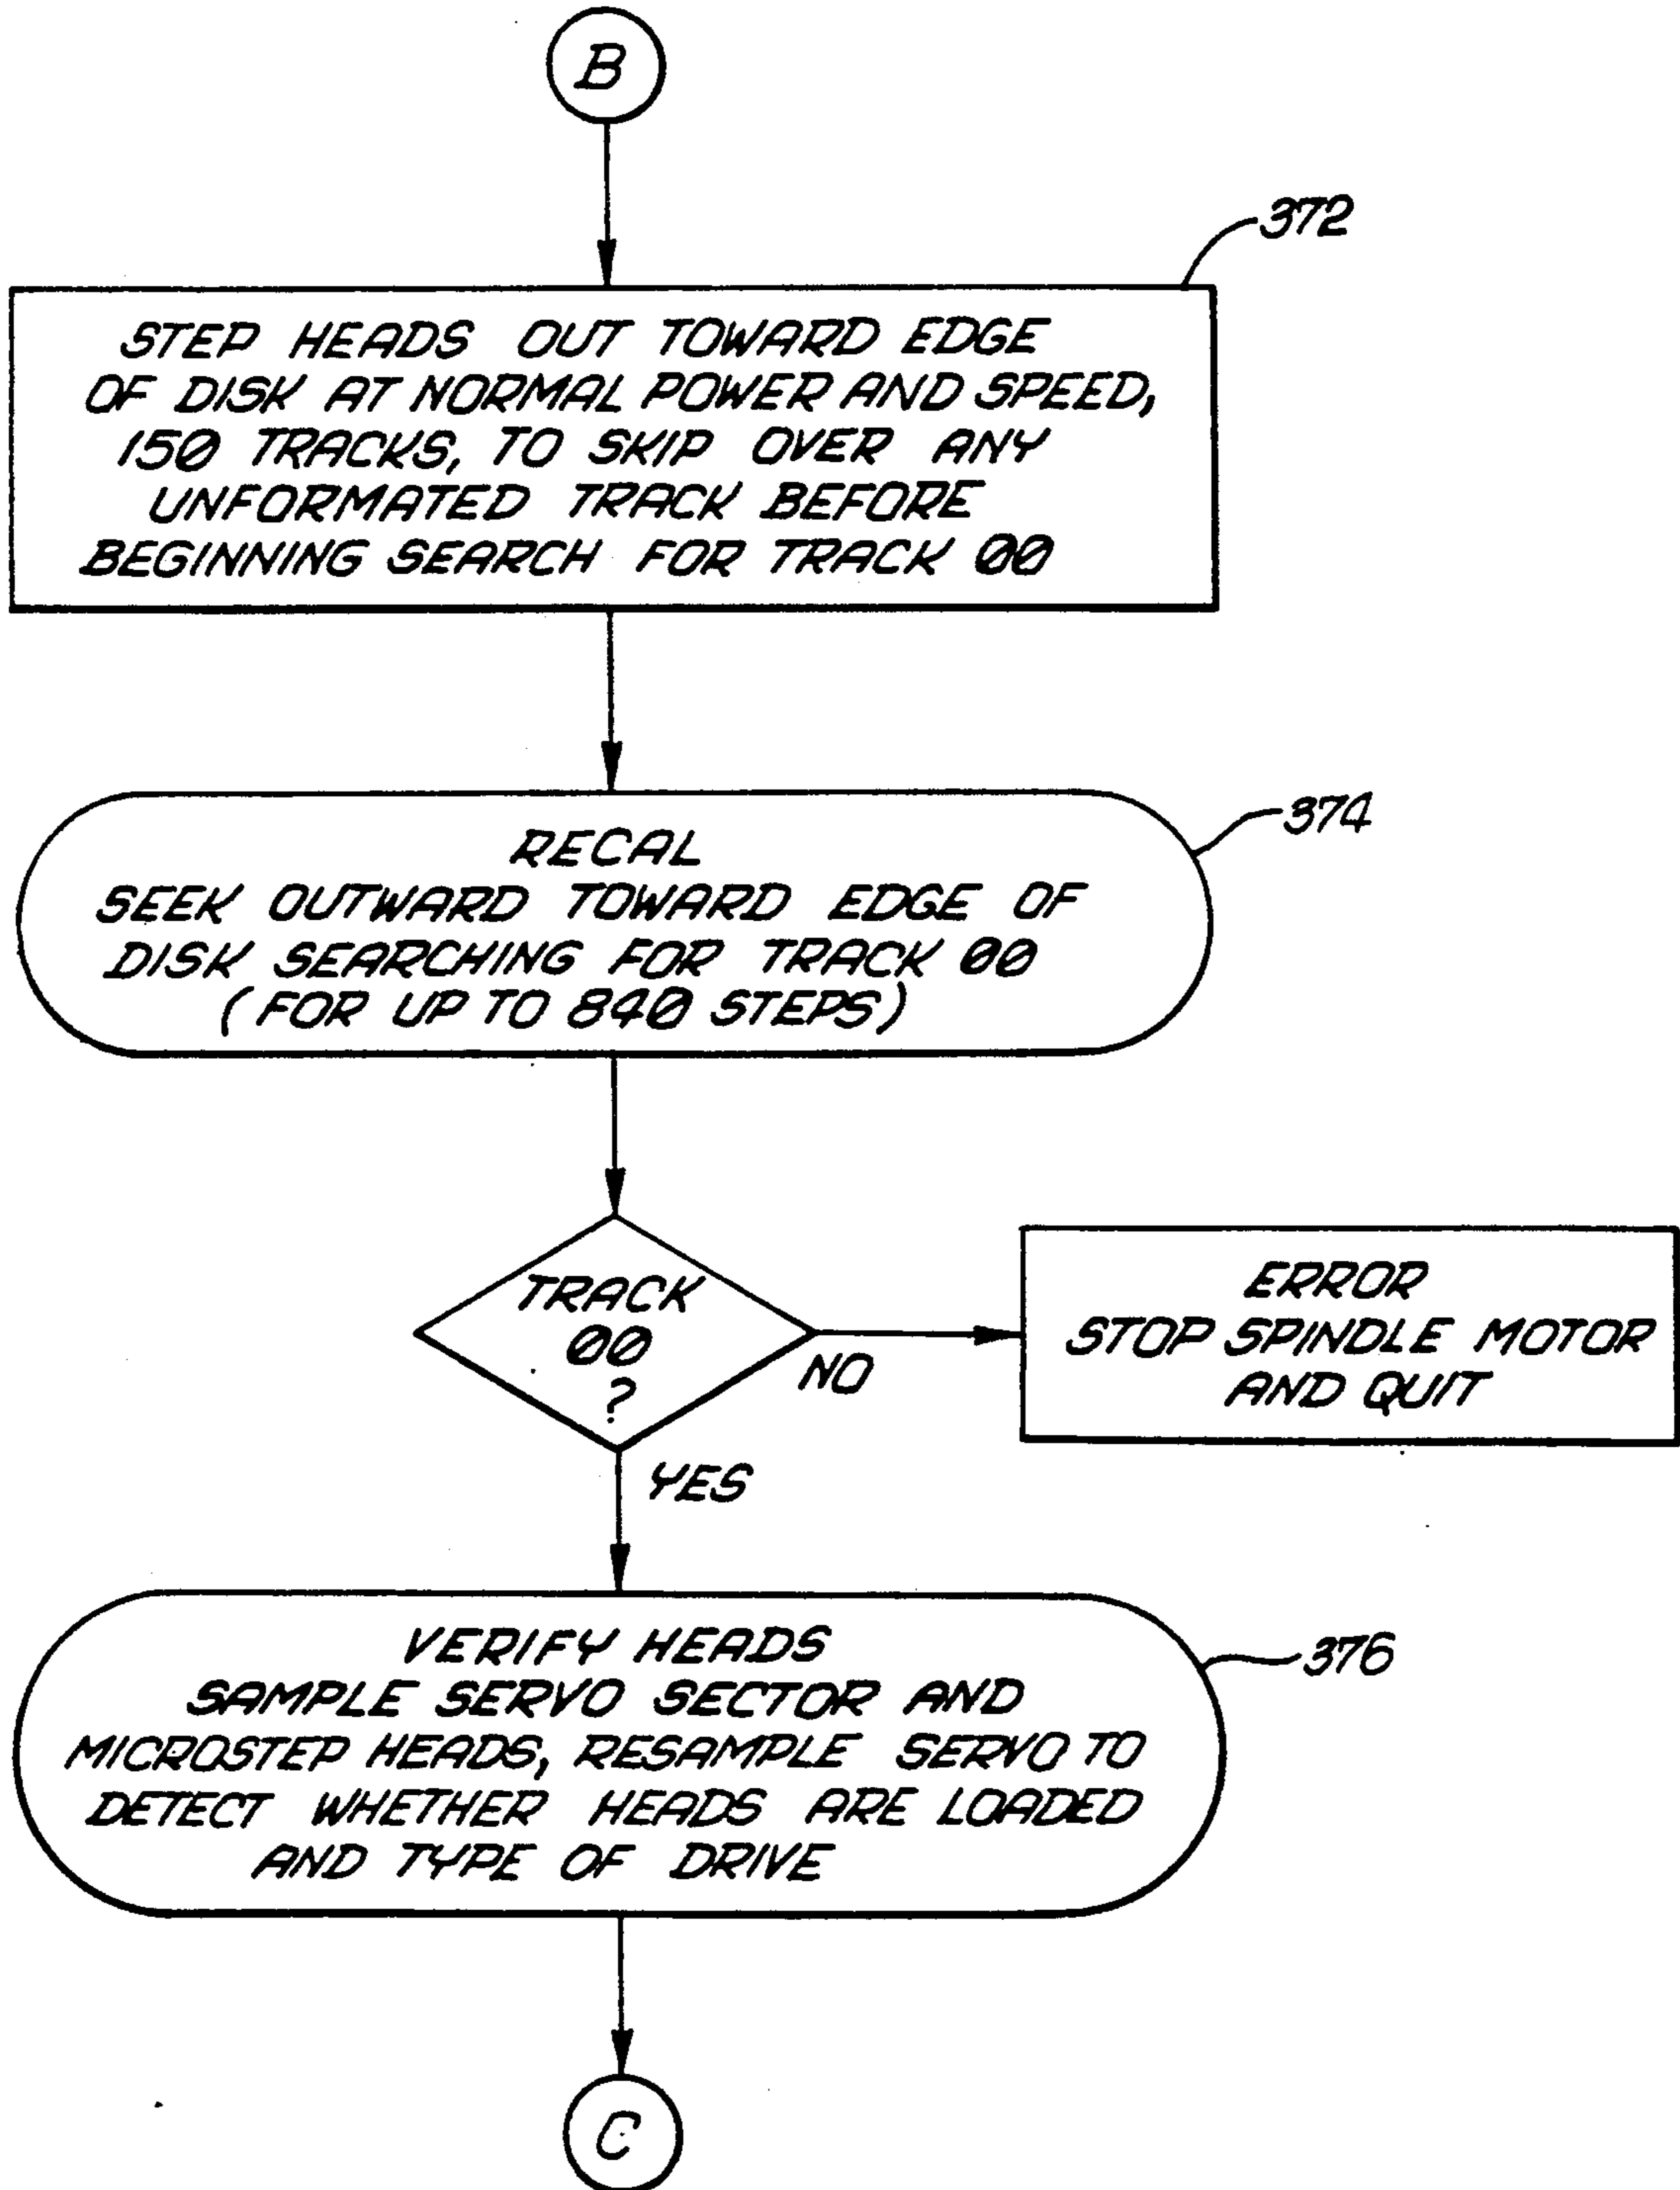 B
372
STEP HEADS OUT TOWARD EDGE
OF DISK AT NORMAL POWER AND SPEED,
150 TRACKS, TO SKIP OVER ANY
UNFORMATED TRACK BEFORE
BEGINNING SEARCH FOR TRACK 00
374
RECAL
SEEK OUTWARD TOWARD EDGE OF
DISK SEARCHING FOR TRACK 00
(FOR UP TO 840 STEPS)
TRACK
00
?
NO
ERROR
STOP SPINDLE MOTOR
AND QUIT
YES
376
VERIFY HEADS
SAMPLE SERVO SECTOR AND
MICROSTEP HEADS, RESAMPLE SERVO TO
DETECT WHETHER HEADS ARE LOADED
AND TYPE OF DRIVE
C